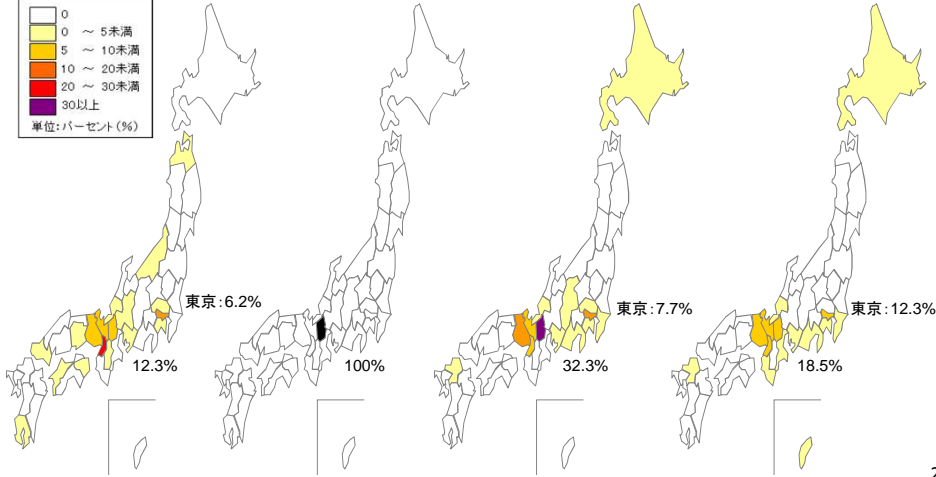 0
0 ～ 5未満
5 ～ 10未満
10 ～ 20未満
20 ～ 30未満
30以上
単位:パーセント(%)
東京:6.2%
12.3%
100%
東京:7.7%
32.3%
東京:12.3%
18.5%